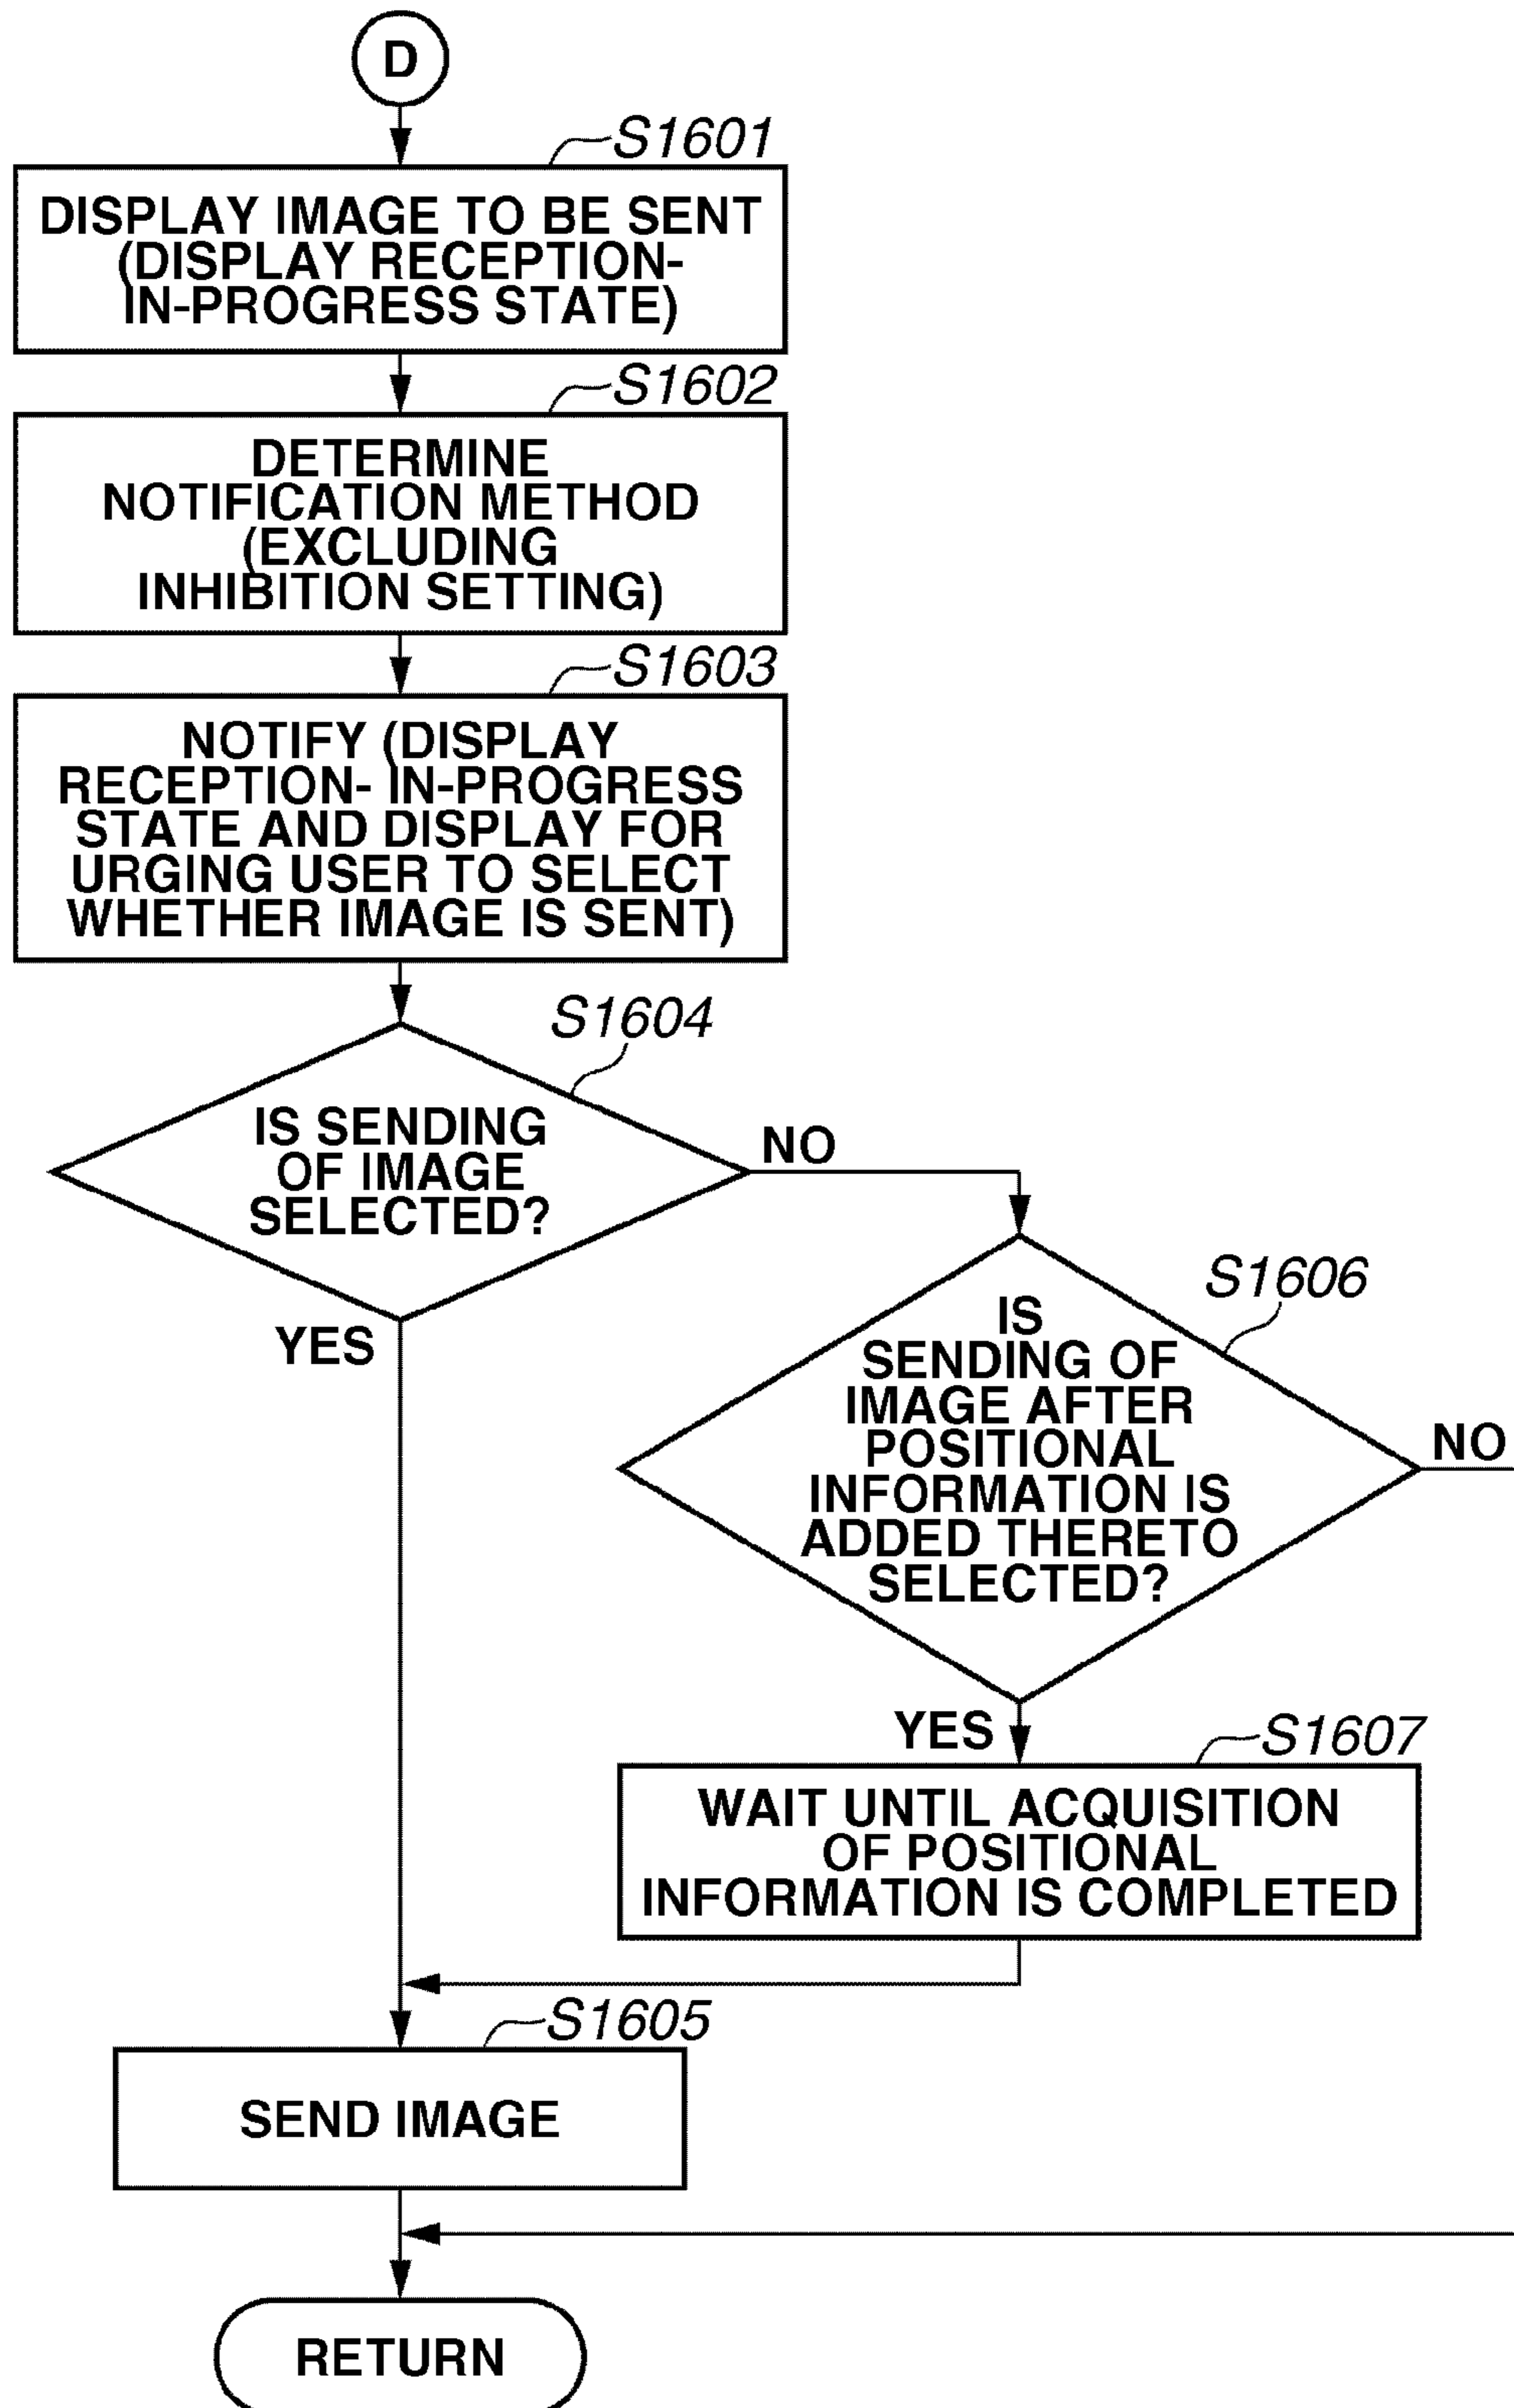 D
S1601
DISPLAY IMAGE TO BE SENT
(DISPLAY RECEPTION-
IN-PROGRESS STATE)
S1602
DETERMINE
NOTIFICATION METHOD
(EXCLUDING
INHIBITION SETTING)
S1603
NOTIFY (DISPLAY
RECEPTION- IN-PROGRESS
STATE AND DISPLAY FOR
URGING USER TO SELECT
WHETHER IMAGE IS SENT)
S1604
IS SENDING
OF IMAGE
SELECTED?
NO
YES
S1606
IS
SENDING OF
IMAGE AFTER
POSITIONAL
INFORMATION IS
ADDED THERETO
SELECTED?
NO
YES
S1607
WAIT UNTIL ACQUISITION
OF POSITIONAL
INFORMATION IS COMPLETED
S1605
SEND IMAGE
RETURN